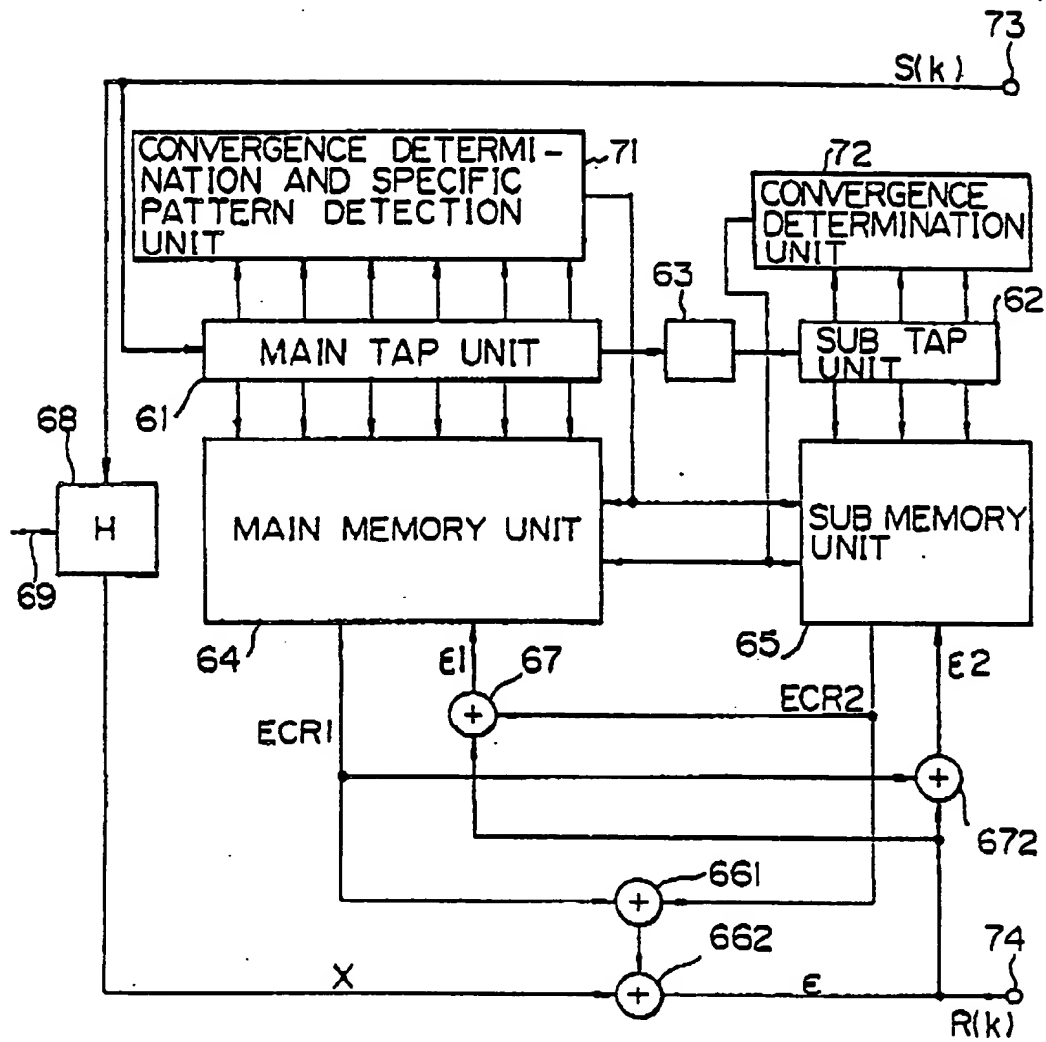 73
S(k)
CONVERGENCE DETERMI-
NATION AND SPECIFIC
PATTERN DETECTION
UNIT
71
72
CONVERGENCE
DETERMINATION
UNIT
63
62
MAIN TAP UNIT
SUB TAP
UNIT
61
68
H
MAIN MEMORY UNIT
SUB MEMORY
UNIT
69
64
ε1
67
65
ε2
ECR1
+
ECR2
+
672
661
+
662
74
X
+
ε
R(k)